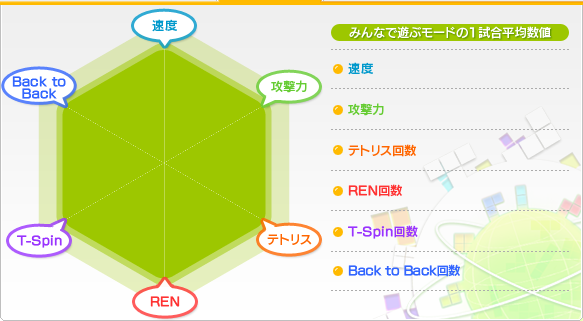 速度
Back to
Back
攻撃力
T-Spin
テトリス
REN
みんなで遊ぶモードの1試合平均数値
速度
攻撃力
テトリス回数
REN回数
T-Spin回数
Back to Back回数